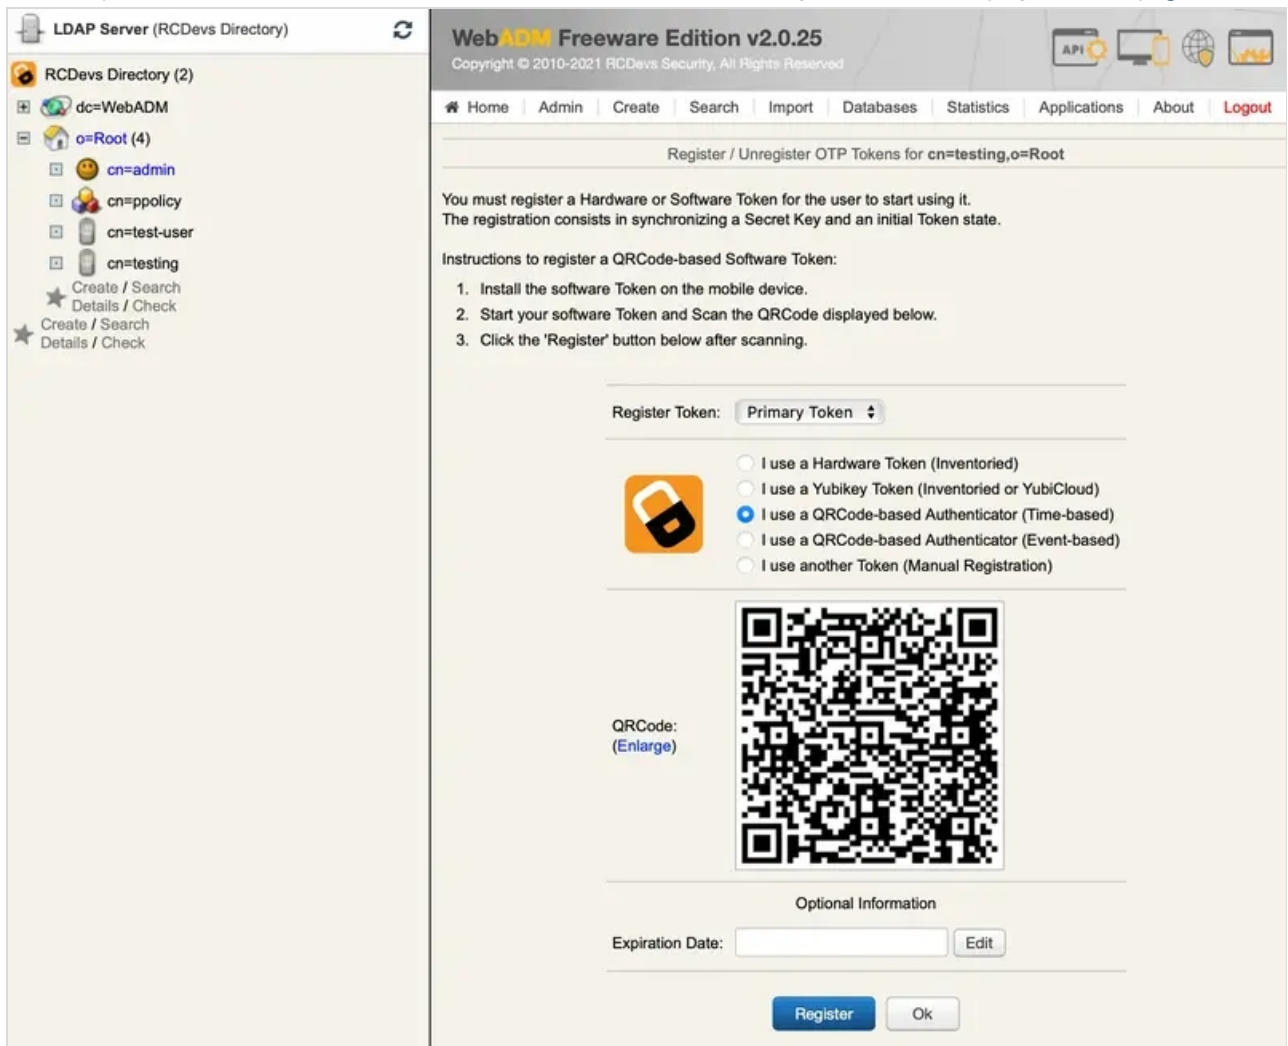 LDAP Server (RCDevs Directory)
RCDevs Directory (2)
dc=WebADM
o=Root (4)
cn=admin
cn=ppolicy
cn=test-user
cn=testing
Create / Search
Details / Check
Create / Search
Details / Check
WebADM Freeware Edition v2.0.25
Copyright © 2010-2021 RCDevs Security, All Rights Reserved
API
Home Admin Create Search Import Databases Statistics Applications About Logout
Register / Unregister OTP Tokens for cn=testing,o=Root
You must register a Hardware or Software Token for the user to start using it.
The registration consists in synchronizing a Secret Key and an initial Token state.
Instructions to register a QRCode-based Software Token:
1. Install the software Token on the mobile device.
2. Start your software Token and Scan the QRCode displayed below.
3. Click the 'Register' button below after scanning.
Register Token: Primary Token
I use a Hardware Token (Inventoried)
I use a Yubikey Token (Inventoried or YubiCloud)
I use a QRCode-based Authenticator (Time-based)
I use a QRCode-based Authenticator (Event-based)
I use another Token (Manual Registration)
QRCode:
(Enlarge)
Optional Information
Expiration Date: Edit
Register Ok